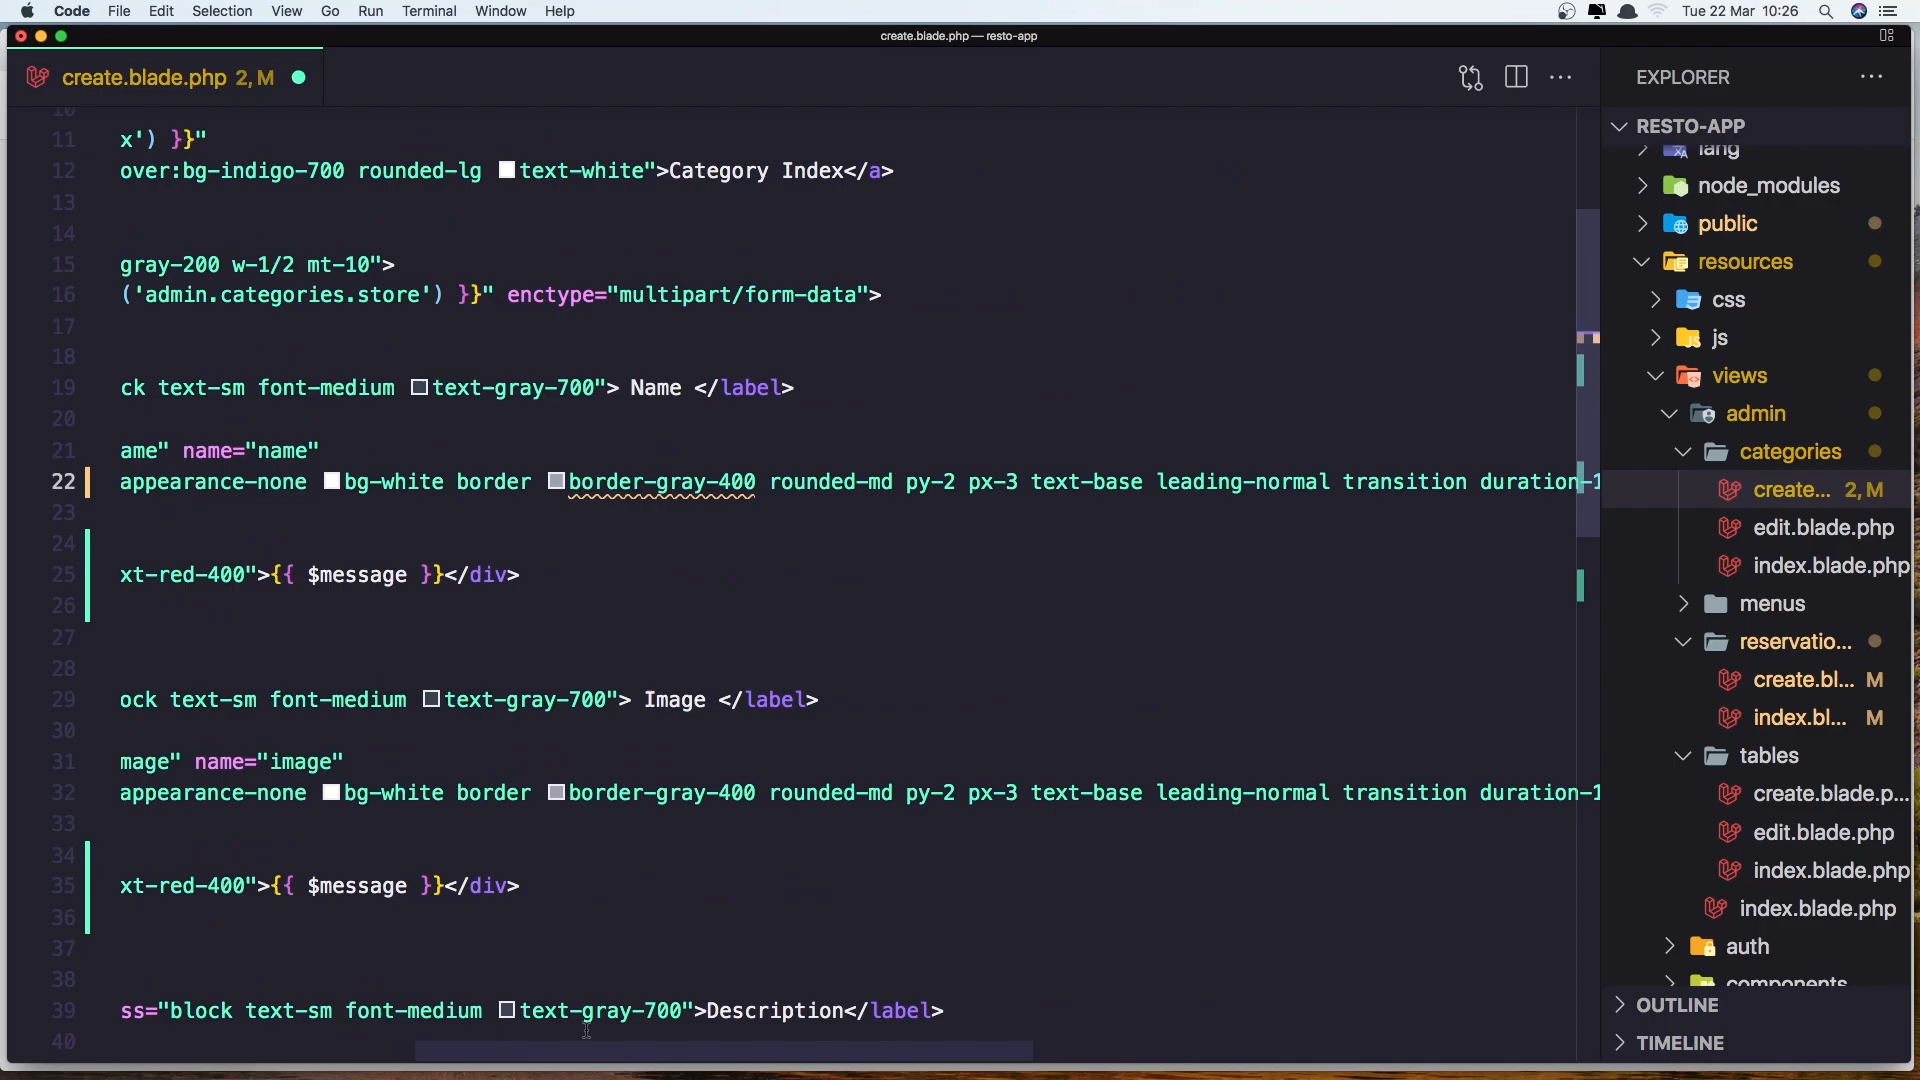 Code File Edit Selection View Go Run Terminal Window Help Tue 22 Mar 10:26
create.blade.php — resto-app
create.blade.php 2, M
10
11 x') }}"
12 over:bg-indigo-700 rounded-lg text-white">Category Index</a>
13
14
15 gray-200 w-1/2 mt-10">
16 ('admin.categories.store') }}" enctype="multipart/form-data">
17
18
19 ck text-sm font-medium text-gray-700"> Name </label>
20
21 ame" name="name"
22 appearance-none bg-white border border-gray-400 rounded-md py-2 px-3 text-base leading-normal transition duration-1
23
24
25 xt-red-400">{{ $message }}</div>
26
27
28
29 ock text-sm font-medium text-gray-700"> Image </label>
30
31 mage" name="image"
32 appearance-none bg-white border border-gray-400 rounded-md py-2 px-3 text-base leading-normal transition duration-1
33
34
35 xt-red-400">{{ $message }}</div>
36
37
38
39 ss="block text-sm font-medium text-gray-700">Description</label>
40
EXPLORER
RESTO-APP
lang
node_modules
public
resources
css
js
views
admin
categories
create... 2, M
edit.blade.php
index.blade.php
menus
reservatio...
create.bl... M
index.bl... M
tables
create.blade.p...
edit.blade.php
index.blade.php
index.blade.php
auth
components
OUTLINE
TIMELINE